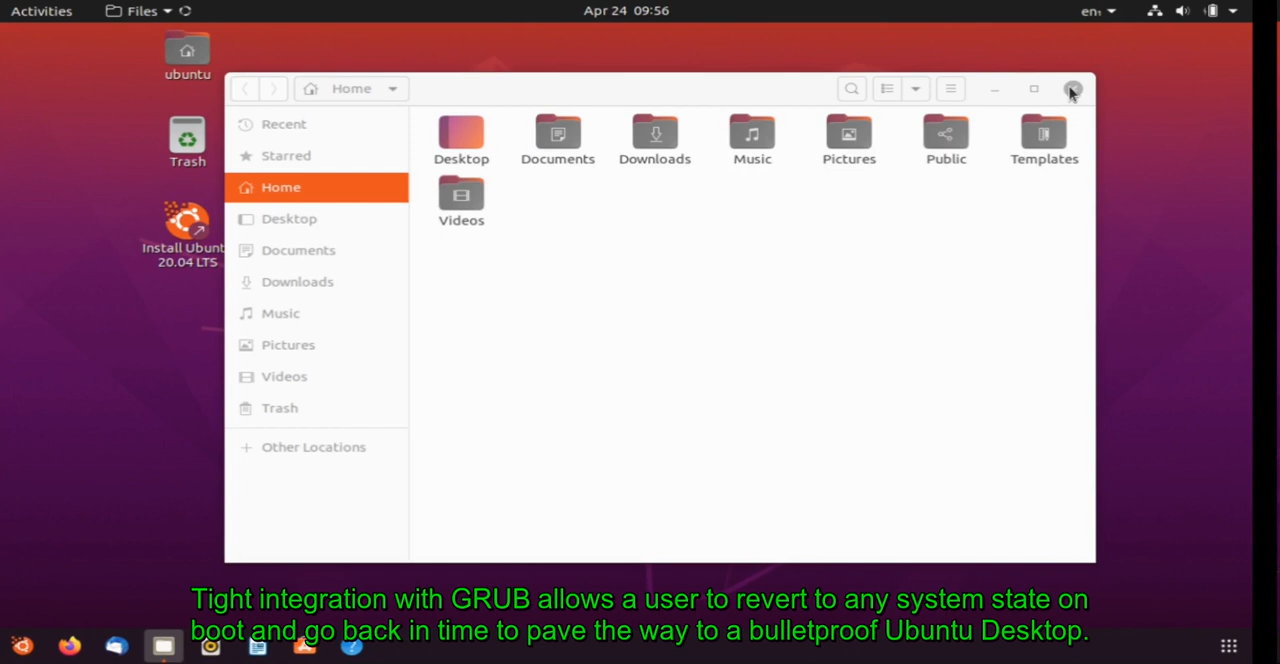 Activities
Files
Apr 24 09:56
en₁
ubuntu
Trash
Install Ubunt
20.04 LTS
Home
Recent
Starred
Home
Desktop
Documents
Downloads
Music
Pictures
Videos
Trash
Other Locations
Desktop
Documents
Downloads
Music
Pictures
Public
Templates
Videos
Tight integration with GRUB allows a user to revert to any system state on
boot and go back in time to pave the way to a bulletproof Ubuntu Desktop.